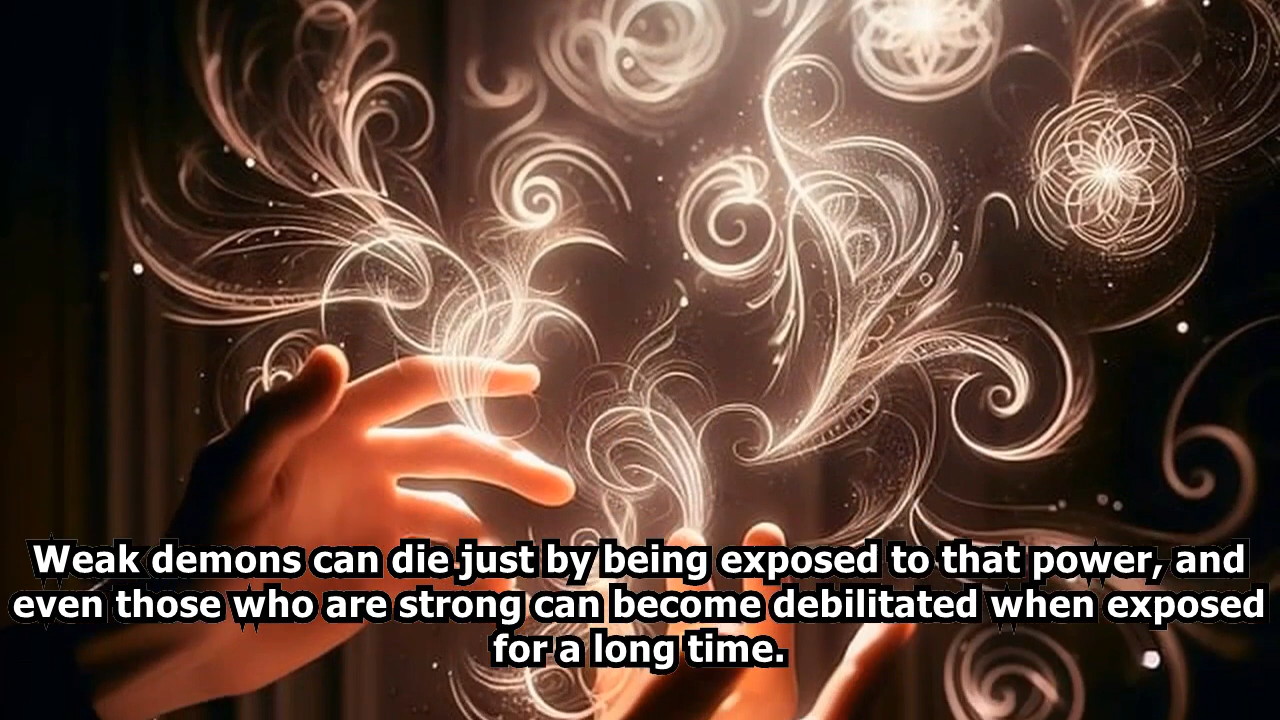 Weak demons can die just by being exposed to that power, and
even those who are strong can become debilitated when exposed
for a long time.